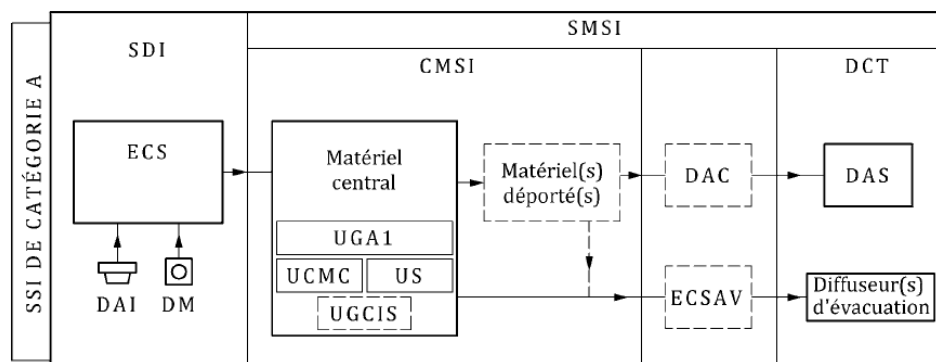 SSI DE CATÉGORIE A
SDI
SMSI
CMSI
DCT
ECS
DAI
DM
Matériel
central
UGA1
UCMC
US
UGCIS
Matériel(s)
déporté(s)
DAC
DAS
ECSAV
Diffuseur(s)
d'évacuation